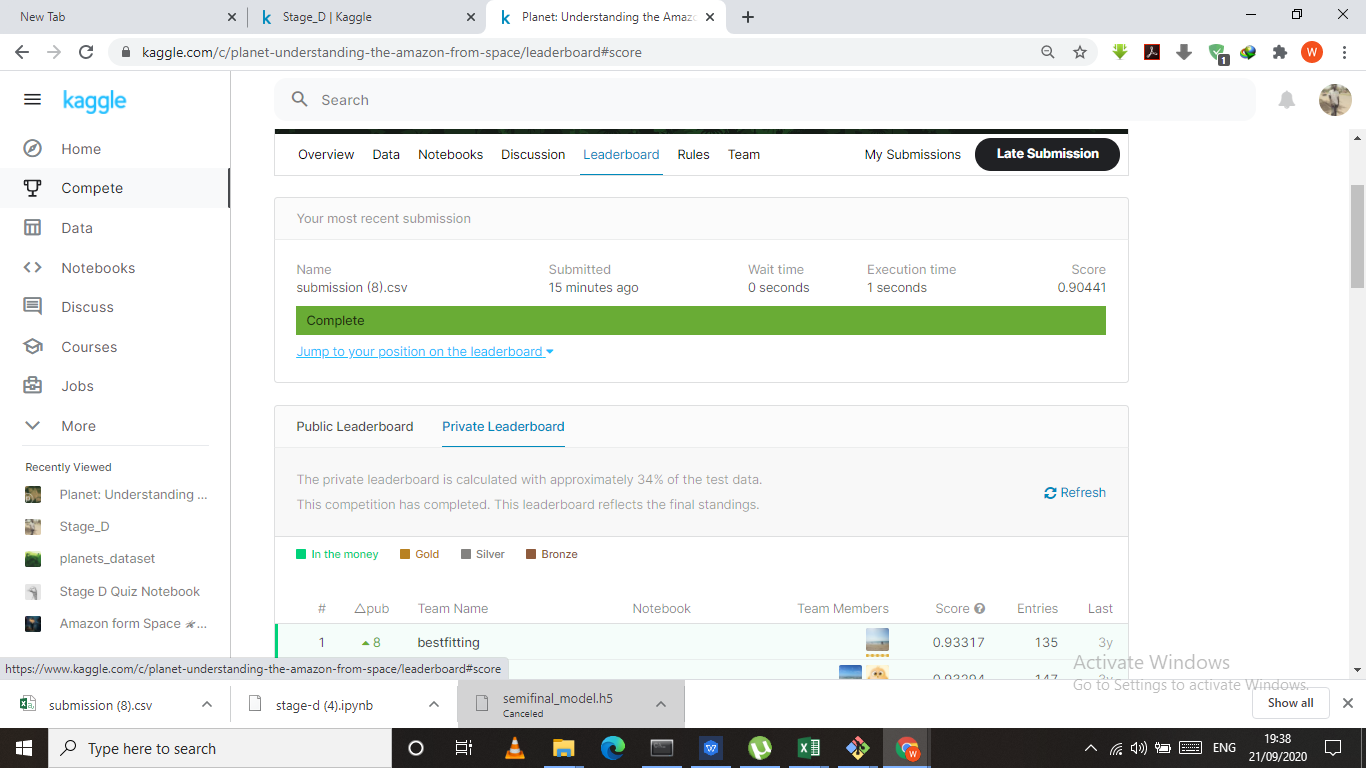 New Tab
Stage_D | Kaggle
Planet: Understanding the Amazo
kaggle.com/c/planet-understanding-the-amazon-from-space/leaderboard#score
1
W
kaggle
Search
Home
Compete
Data
Notebooks
Discuss
Courses
Jobs
More
Recently Viewed
Planet: Understanding ...
Stage_D
planets_dataset
Stage D Quiz Notebook
Amazon form Space 🛰...
Overview Data Notebooks Discussion Leaderboard Rules Team My Submissions Late Submission
Your most recent submission
Name Submitted Wait time Execution time Score
submission (8).csv 15 minutes ago 0 seconds 1 seconds 0.90441
Complete
Jump to your position on the leaderboard
Public Leaderboard Private Leaderboard
The private leaderboard is calculated with approximately 34% of the test data.
This competition has completed. This leaderboard reflects the final standings.
Refresh
In the money Gold Silver Bronze
# △pub Team Name Notebook Team Members Score Entries Last
1 8 bestfitting 0.93317 135 3y
https://www.kaggle.com/c/planet-understanding-the-amazon-from-space/leaderboard#score
Activate Windows
Go to Settings to activate Windows.
submission (8).csv
stage-d (4).ipynb
semifinal_model.h5
Canceled
Show all
Type here to search
W
ENG
19:38
21/09/2020